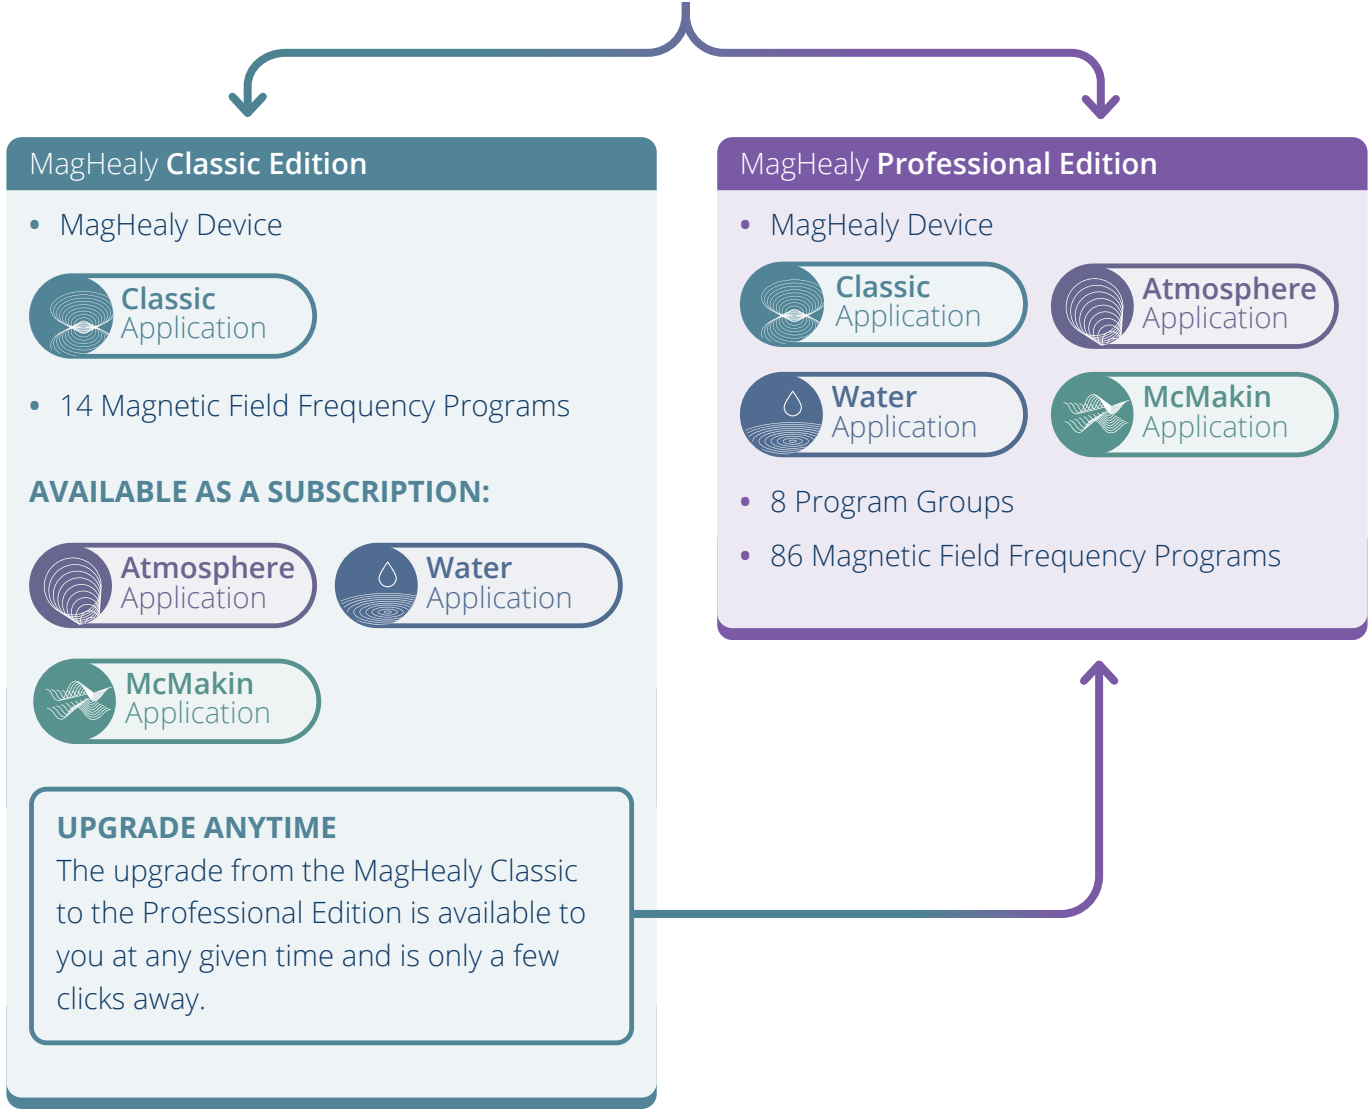 MagHealy Classic Edition
• MagHealy Device
Classic
Application
• 14 Magnetic Field Frequency Programs
AVAILABLE AS A SUBSCRIPTION:
Atmosphere
Application
Water
Application
McMakin
Application
UPGRADE ANYTIME
The upgrade from the MagHealy Classic
to the Professional Edition is available to
you at any given time and is only a few
clicks away.
MagHealy Professional Edition
• MagHealy Device
Classic
Application
Atmosphere
Application
Water
Application
McMakin
Application
• 8 Program Groups
• 86 Magnetic Field Frequency Programs